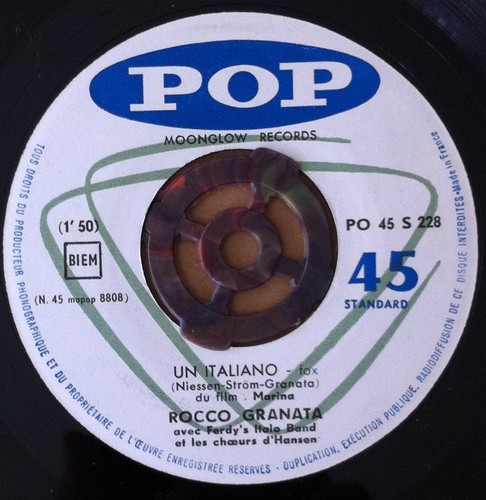 POP
MOONGLOW RECORDS
(1' 50)
BIEM
(N. 45 mopop 8808)
PO 45 S 228
45
STANDARD
UN ITALIANO - fox
(Niessen-Ström-Granata)
du film . Marina
ROCCO GRANATA
avec Ferdy's Italo Band
et les chœurs d'Hansen
TOUS DROITS DU PRODUCTEUR PHONOGRAPHIQUE ET DU PROPRIÉTAIRE DE L'ŒUVRE ENREGISTRÉE RÉSERVÉS - DUPLICATION, EXÉCUTION PUBLIQUE, RADIODIFFUSION DE CE DISQUE INTERDITES • Made in France